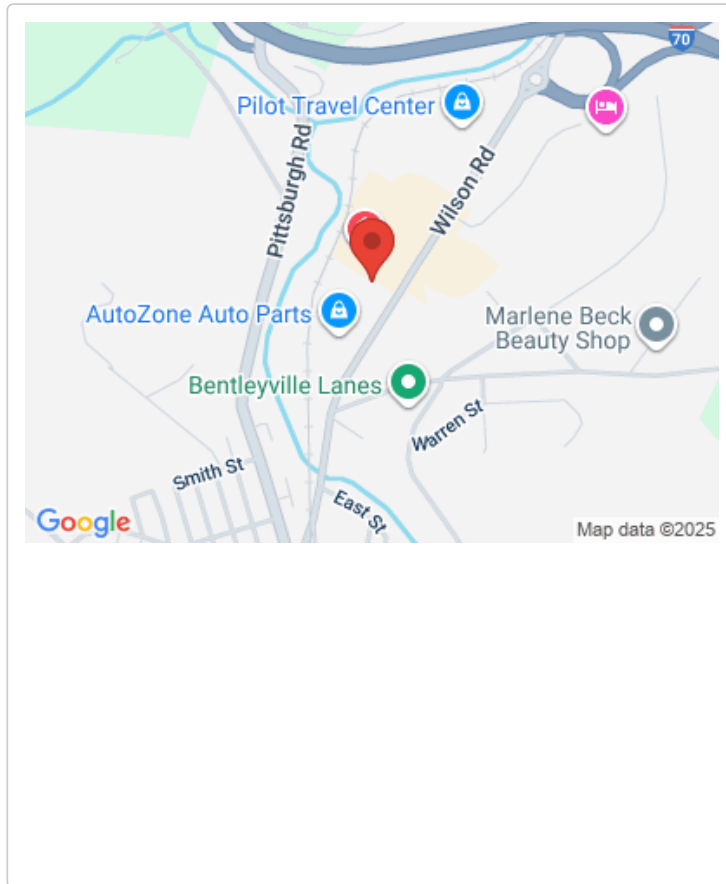 70
Pilot Travel Center
Pittsburgh Rd
Wilson Rd
AutoZone Auto Parts
Marlene Beck
Beauty Shop
Bentleyville Lanes
Warren St
Smith St
East St
Google
Map data ©2025